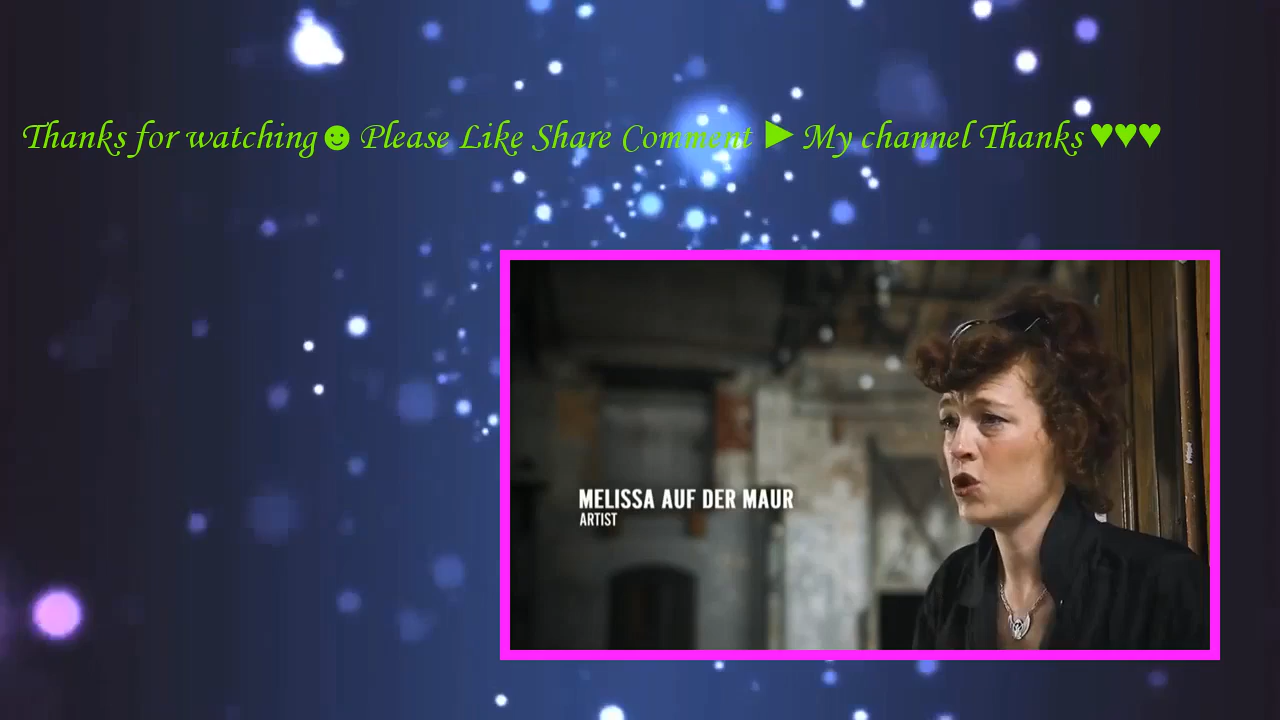 Thanks for watching☻Please Like Share Comment ► My channel Thanks♥♥♥
MELISSA AUF DER MAUR
ARTIST